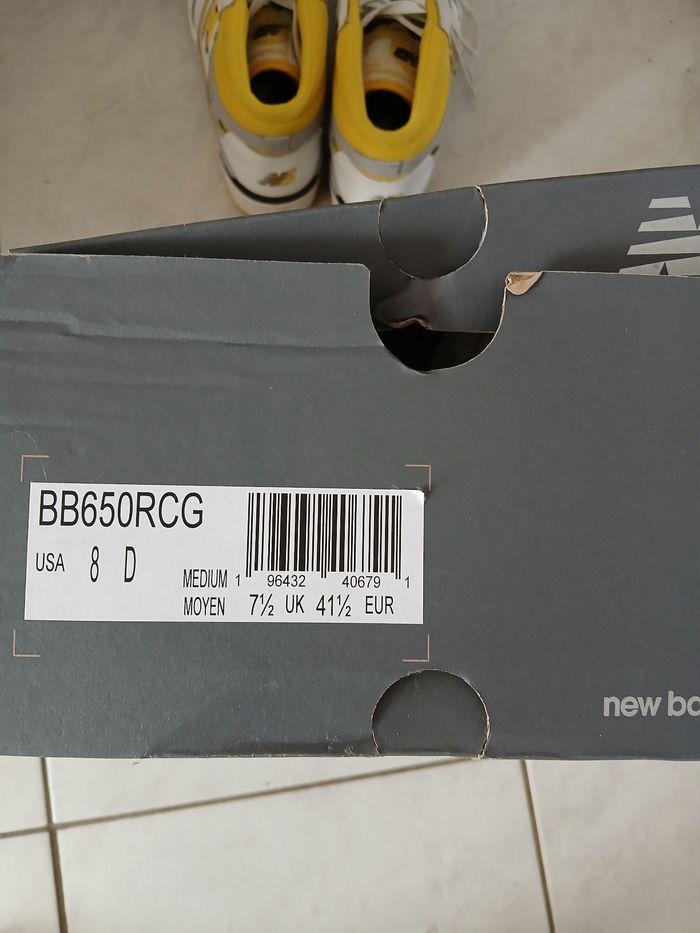 BB650RCG
USA 8 D
MEDIUM 1 96432 40679 1
MOYEN 7½ UK 41½ EUR
new ba